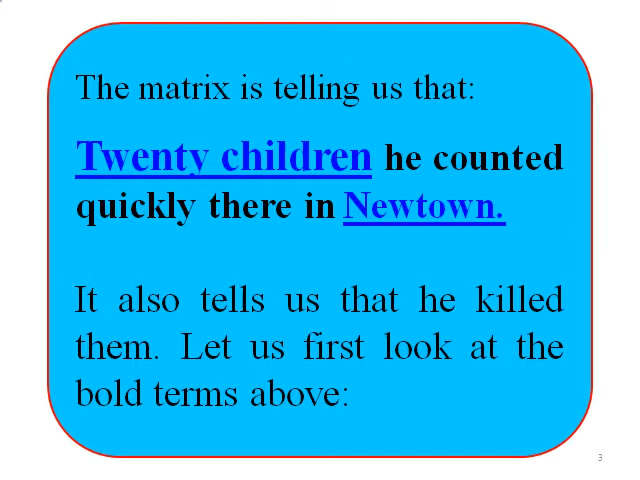 The matrix is telling us that:
Twenty children he counted
quickly there in Newtown.
It also tells us that he killed
them. Let us first look at the
bold terms above:
3